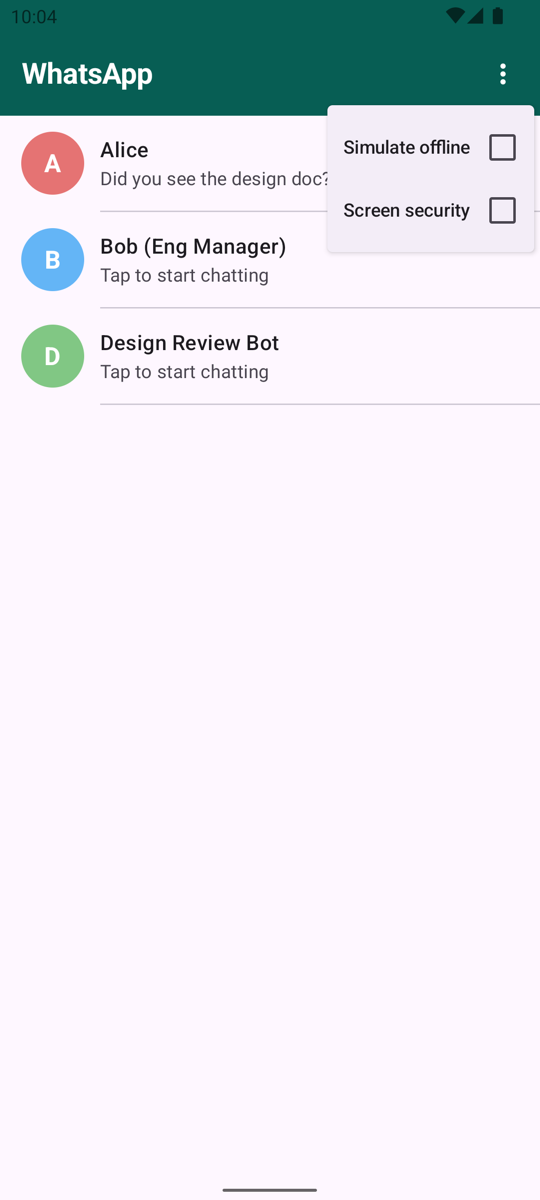 10:04
WhatsApp
Simulate offline
Screen security
A
Alice
Did you see the design doc?
B
Bob (Eng Manager)
Tap to start chatting
D
Design Review Bot
Tap to start chatting